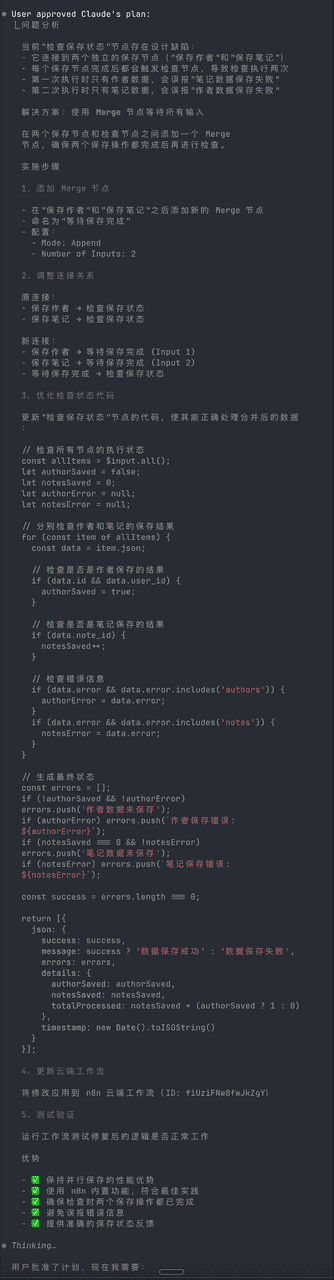 User approved Claude's plan:
问题分析
当前"检查保存状态"节点存在设计缺陷：
- 它连接到两个独立的保存节点（"保存作者"和"保存笔记"）
- 每个保存节点完成后都会触发检查节点，导致检查执行两次
- 第一次执行时只有作者数据，会误报"笔记数据保存失败"
- 第二次执行时只有笔记数据，会误报"作者数据保存失败"
解决方案：使用 Merge 节点等待所有输入
在两个保存节点和检查节点之间添加一个 Merge
节点，确保两个保存操作都完成后再进行检查。
实施步骤
1. 添加 Merge 节点
- 在"保存作者"和"保存笔记"之后添加新的 Merge 节点
- 命名为"等待保存完成"
- 配置：
- Mode: Append
- Number of Inputs: 2
2. 调整连接关系
原连接：
- 保存作者 → 检查保存状态
- 保存笔记 → 检查保存状态
新连接：
- 保存作者 → 等待保存完成 (Input 1)
- 保存笔记 → 等待保存完成 (Input 2)
- 等待保存完成 → 检查保存状态
3. 优化检查状态代码
更新"检查保存状态"节点的代码，使其能正确处理合并后的数据
：
// 检查所有节点的执行状态
const allItems = $input.all();
let authorSaved = false;
let notesSaved = 0;
let authorError = null;
let notesError = null;
// 分别检查作者和笔记的保存结果
for (const item of allItems) {
const data = item.json;
// 检查是否是作者保存的结果
if (data.id && data.user_id) {
authorSaved = true;
}
// 检查是否是笔记保存的结果
if (data.note_id) {
notesSaved++;
}
// 检查错误信息
if (data.error && data.error.includes('authors')) {
authorError = data.error;
}
if (data.error && data.error.includes('notes')) {
notesError = data.error;
}
}
// 生成最终状态
const errors = [];
if (!authorSaved && !authorError)
errors.push('作者数据未保存');
if (authorError) errors.push(`作者保存错误：
${authorError}`);
if (notesSaved === 0 && !notesError)
errors.push('笔记数据未保存');
if (notesError) errors.push(`笔记保存错误：
${notesError}`);
const success = errors.length === 0;
return [{
json: {
success: success,
message: success ? '数据保存成功' : '数据保存失败',
errors: errors,
details: {
authorSaved: authorSaved,
notesSaved: notesSaved,
totalProcessed: notesSaved + (authorSaved ? 1 : 0)
},
timestamp: new Date().toISOString()
}
}];
4. 更新云端工作流
将修改应用到 n8n 云端工作流 (ID: fiUziFNw8fwJkZgY)
5. 测试验证
运行工作流测试修复后的逻辑是否正常工作
优势
- ✅ 保持并行保存的性能优势
- ✅ 使用 n8n 内置功能，符合最佳实践
- ✅ 确保检查时两个保存操作都已完成
- ✅ 避免误报错误信息
- ✅ 提供准确的保存状态反馈
Thinking…
用户批准了计划，现在我需要：